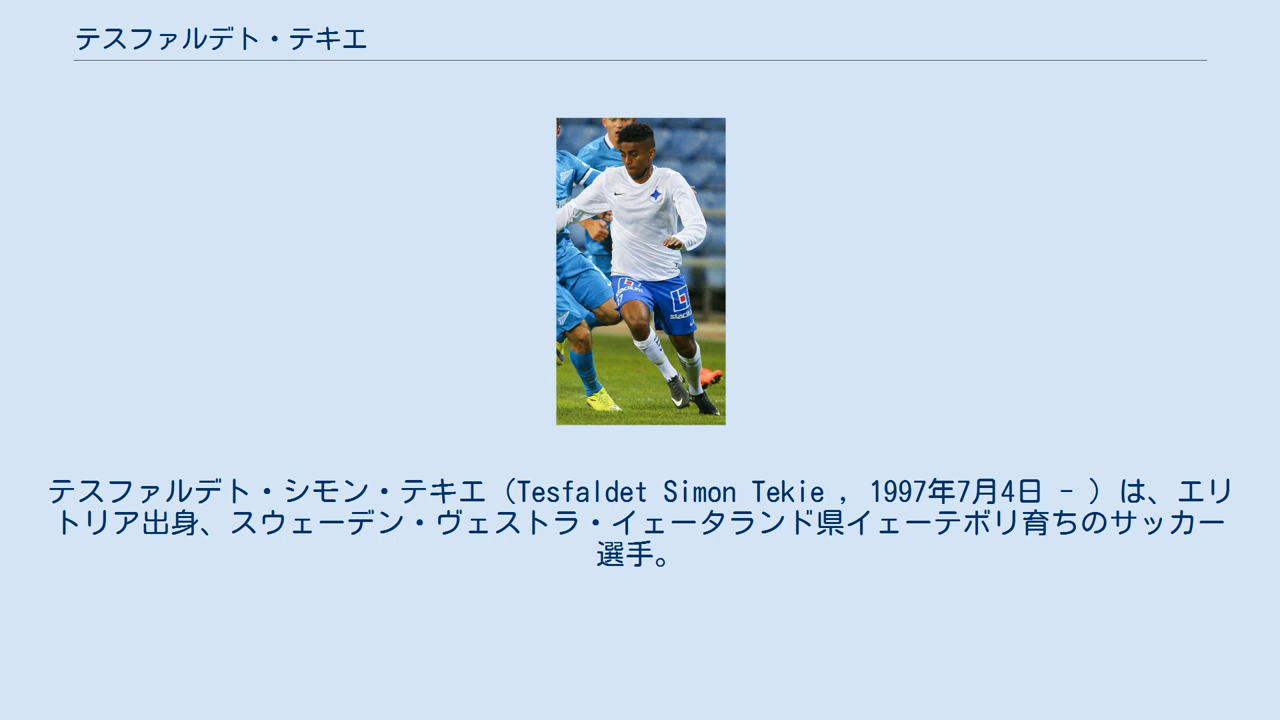 テスファルデト・テキエ
stadium
テスファルデト・シモン・テキエ（Tesfaldet Simon Tekie , 1997年7月4日 - ）は、エリ
トリア出身、スウェーデン・ヴェストラ・イェータランド県イェーテボリ育ちのサッカー
選手。